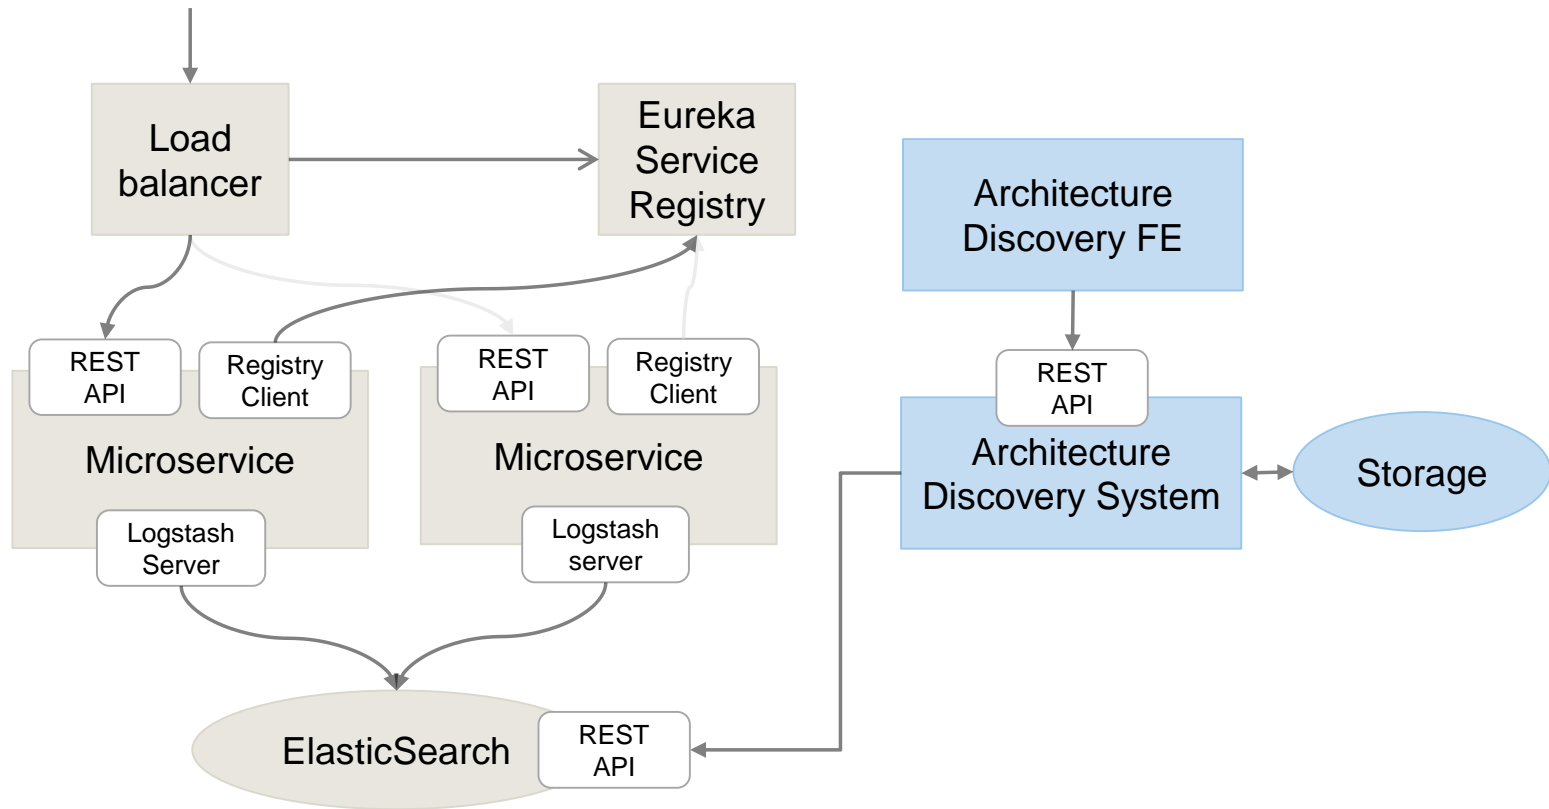 Load
balancer
Eureka
Service
Registry
Architecture
Discovery FE
REST
API
Registry
Client
REST
API
Registry
Client
REST
API
Microservice
Microservice
Architecture
Discovery System
Storage
Logstash
Server
Logstash
server
ElasticSearch
REST
API